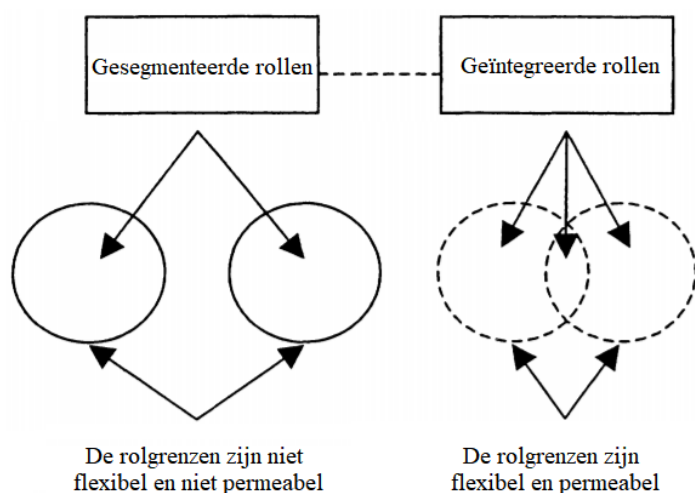 Gesegmenteerde rollen
Geïntegreerde rollen
De rolgrenzen zijn niet
flexibel en niet permeabel
De rolgrenzen zijn
flexibel en permeabel